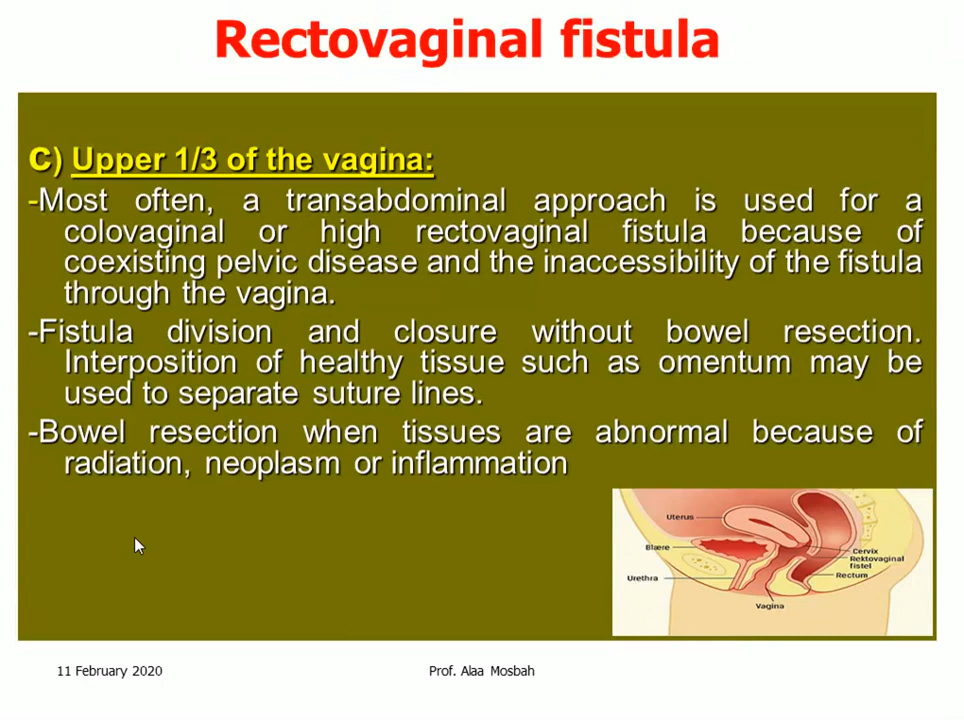 Rectovaginal fistula
C) Upper 1/3 of the vagina:
-Most often, a transabdominal approach is used for a
colovaginal or high rectovaginal fistula because of
coexisting pelvic disease and the inaccessibility of the fistula
through the vagina.
-Fistula division and closure without bowel resection.
Interposition of healthy tissue such as omentum may be
used to separate suture lines.
-Bowel resection when tissues are abnormal because of
radiation, neoplasm or inflammation
Uterus
Blære
Urethra
Vagina
Cervix
Rektovaginal
fistel
Rectum
11 February 2020
Prof. Alaa Mosbah